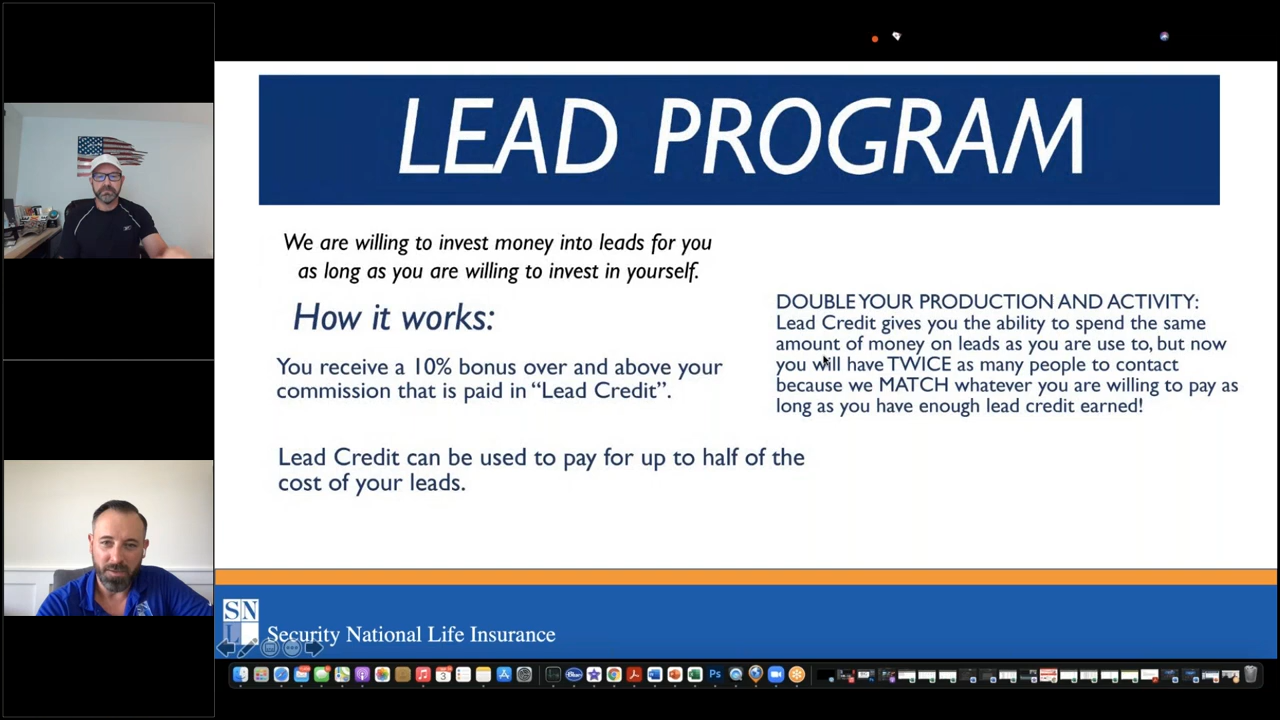 LEAD PROGRAM
We are willing to invest money into leads for you
as long as you are willing to invest in yourself.
How it works:
You receive a 10% bonus over and above your
commission that is paid in “Lead Credit”.
Lead Credit can be used to pay for up to half of the
cost of your leads.
DOUBLE YOUR PRODUCTION AND ACTIVITY:
Lead Credit gives you the ability to spend the same
amount of money on leads as you are use to, but now
you will have TWICE as many people to contact
because we MATCH whatever you are willing to pay as
long as you have enough lead credit earned!
SN
L
Security National Life Insurance
Ps